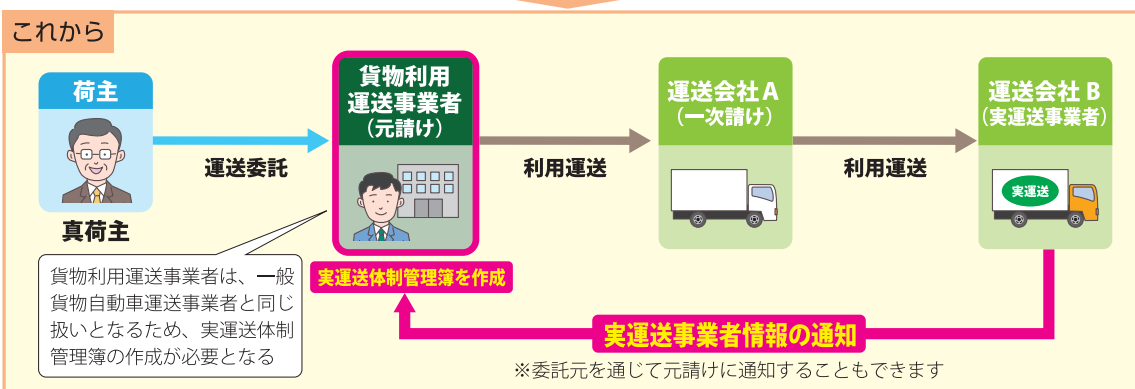 これから
荷主
真荷主
運送委託
貨物利用
運送事業者
（元請け）
利用運送
運送会社 A
（一次請け）
利用運送
運送会社 B
（実運送事業者）
実運送
貨物利用運送事業者は、一般
貨物自動車運送事業者と同じ
扱いとなるため、実運送体制
管理簿の作成が必要となる
実運送体制管理簿を作成
実運送事業者情報の通知
※委託元を通じて元請けに通知することもできます